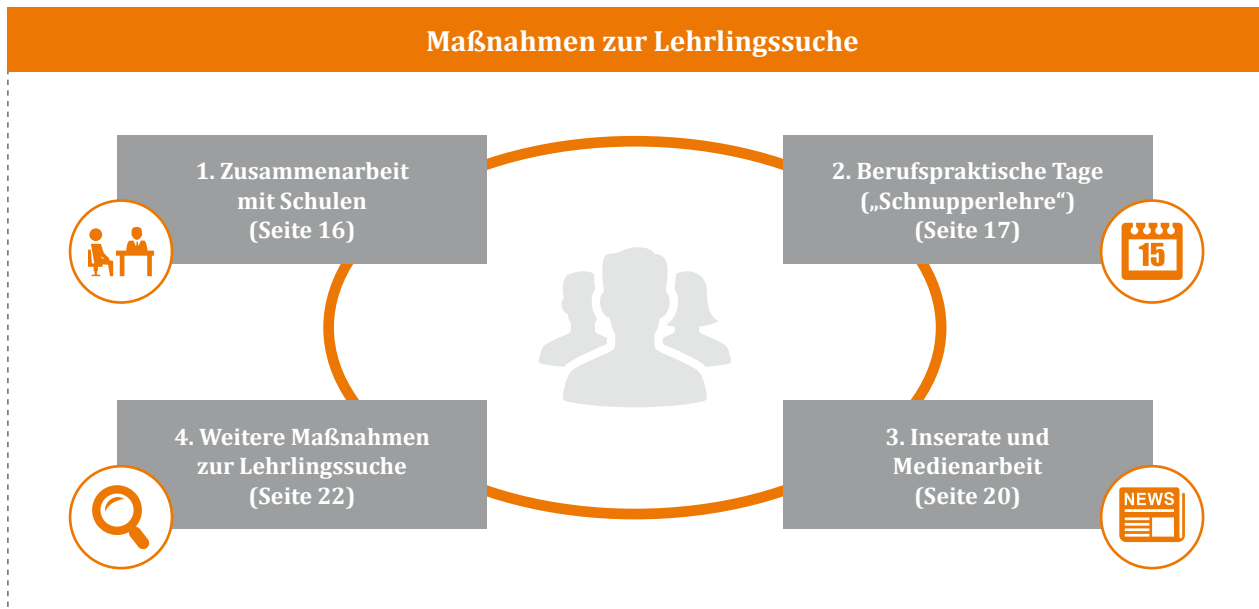 Maßnahmen zur Lehrlingssuche
1. Zusammenarbeit
mit Schulen
(Seite 16)
2. Berufspraktische Tage
(„Schnupperlehre“)
(Seite 17)
15
4. Weitere Maßnahmen
zur Lehrlingssuche
(Seite 22)
3. Inserate und
Medienarbeit
(Seite 20)
NEWS